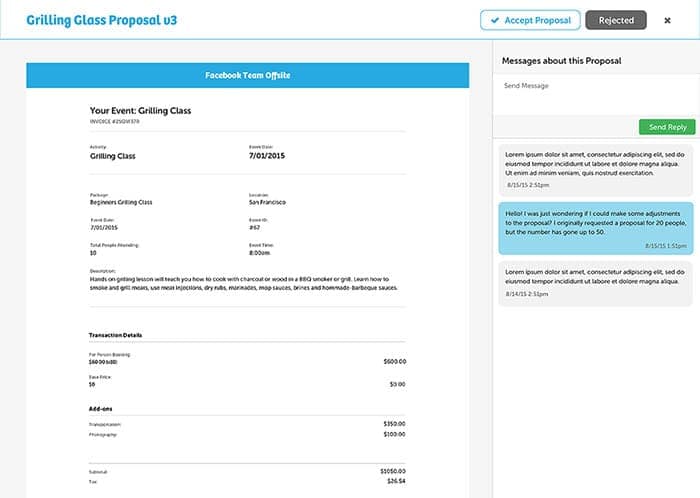 Grilling Glass Proposal v3
Accept Proposal
Rejected
Facebook Team Offsite
Your Event: Grilling Class
INVOICE #250W378
Activity:
Grilling Class
Event Date:
7/01/2015
Package:
Beginners Grilling Class
Location:
San Francisco
Event Date:
7/01/2015
Event ID:
#67
Total People Attending:
10
Event Time:
8:00am
Description:
Hands on grilling lesson will teach you how to cook with charcoal or wood in a BBQ smoker or grill. Learn how to
smoke and grill meats, use meat injections, dry rubs, marinades, mop sauces, brines and hommade barbeque sauces.
Transaction Details
Per Person Booking
$600.00
Base Price:
$0
$0.00
Add-ons
Transportation:
$350.00
Photography:
$100.00
Subtotal
$1050.00
Tax:
$26.54
Messages about this Proposal
Send Message
Send Reply
Lorem ipsum dolor sit amet, consectetur adipiscing elit, sed do
eiusmod tempor incididunt ut labore et dolore magna aliqua.
Ut enim ad minim veniam, quis nostrud exercitation.
8/15/15 2:51pm
Hello! I was just wondering if I could make some adjustments
to the proposal? I originally requested a proposal for 20 people,
but the number has gone up to 50.
8/15/15 1:51pm
Lorem ipsum dolor sit amet, consectetur adipiscing elit, sed do
eiusmod tempor incididunt ut labore et dolore magna aliqua.
8/14/15 2:51pm